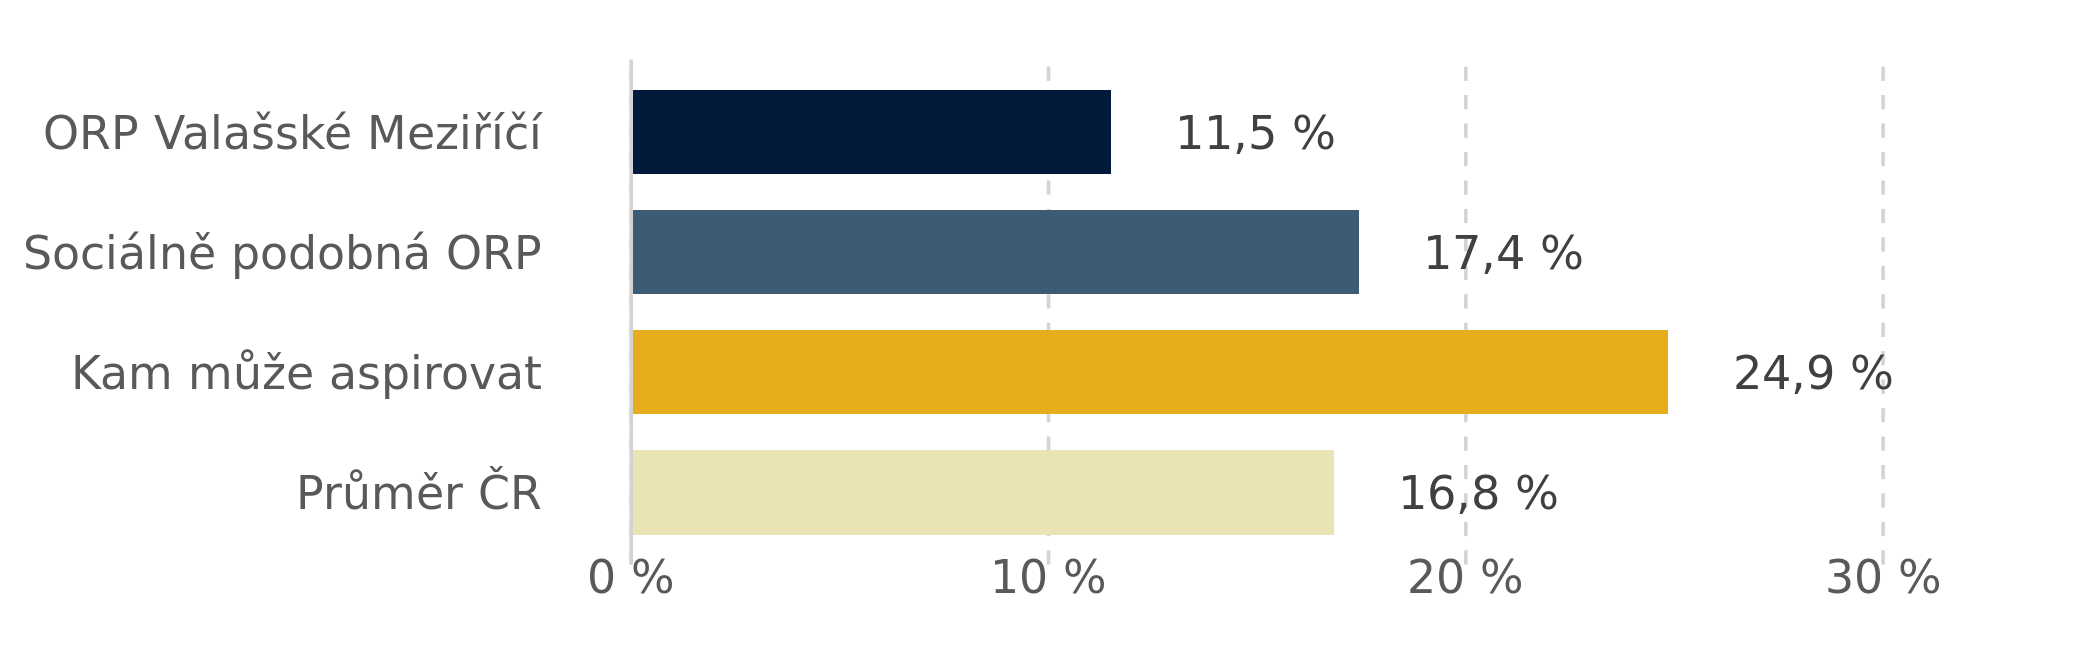 ORP Valašské Meziříčí
11,5 %
Sociálně podobná ORP
17,4 %
Kam může aspirovat
24,9 %
Průměr ČR
16,8 %
0 %
10 %
20 %
30 %